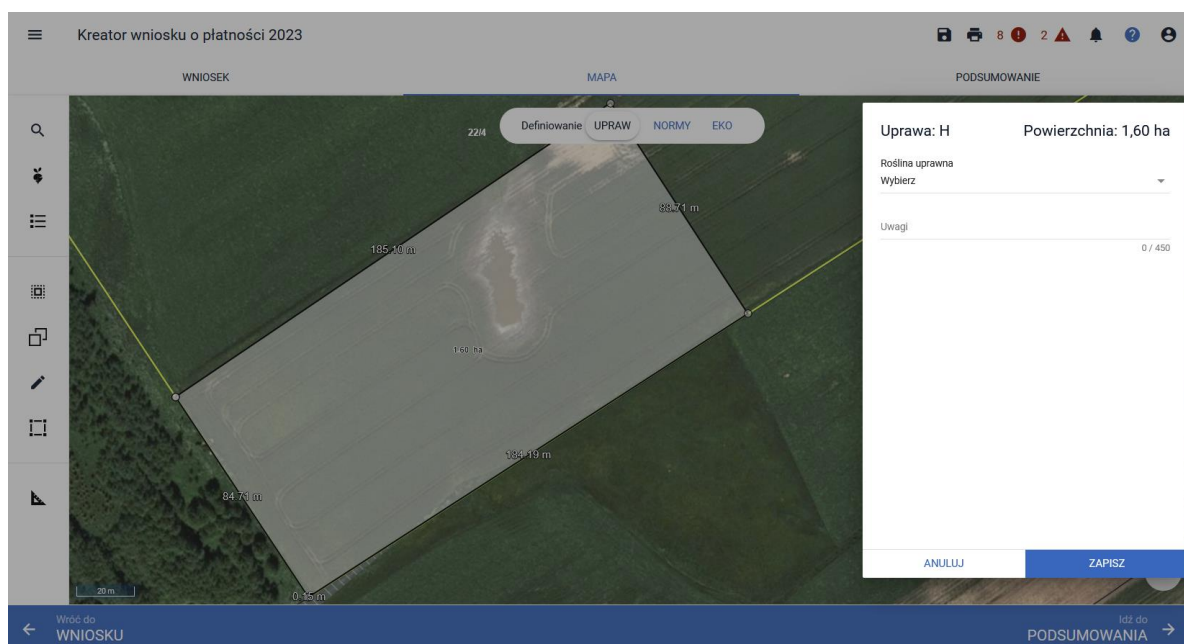 Kreator wniosku o płatności 2023
8
2
WNIOSEK
MAPA
PODSUMOWANIE
22/4
Definiowanie UPRAW NORMY EKO
Uprawa: H
Powierzchnia: 1,60 ha
Roślina uprawna
Wybierz
88.71 m
Uwagi
0 / 450
185.10 m
1.60 ha
184.19 m
84.71 m
20 m
0.15 m
ANULUJ
ZAPISZ
Wróć do
WNIOSKU
Idź do
PODSUMOWANIA